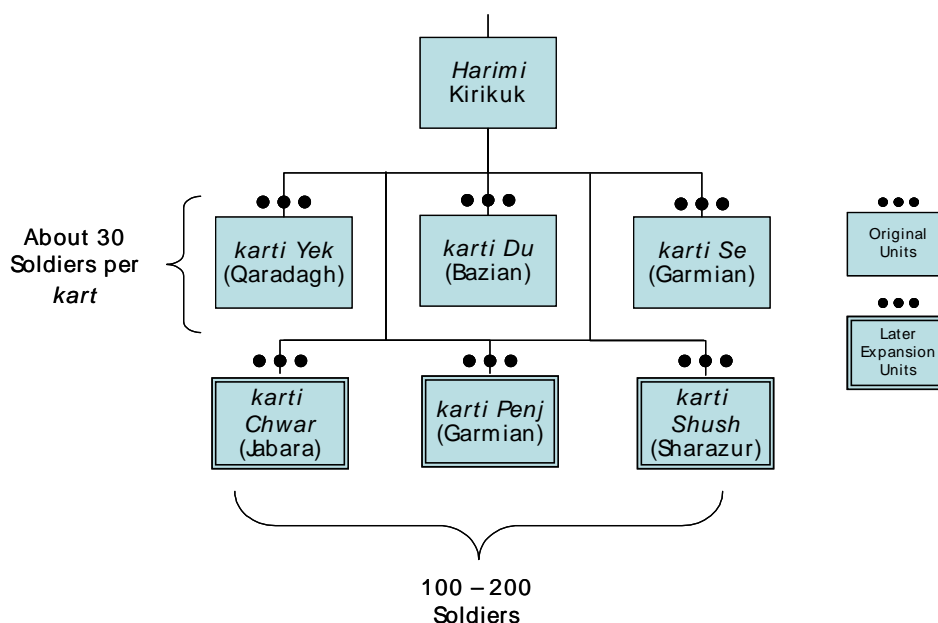 Harimi
Kirikuk
About 30
Soldiers per
kart
karti Yek
(Qaradagh)
karti Du
(Bazian)
karti Se
(Garmian)
Original
Units
karti
Chwar
(Jabara)
karti Penj
(Garmian)
karti
Shush
(Sharazur)
Later
Expansion
Units
100 – 200
Soldiers